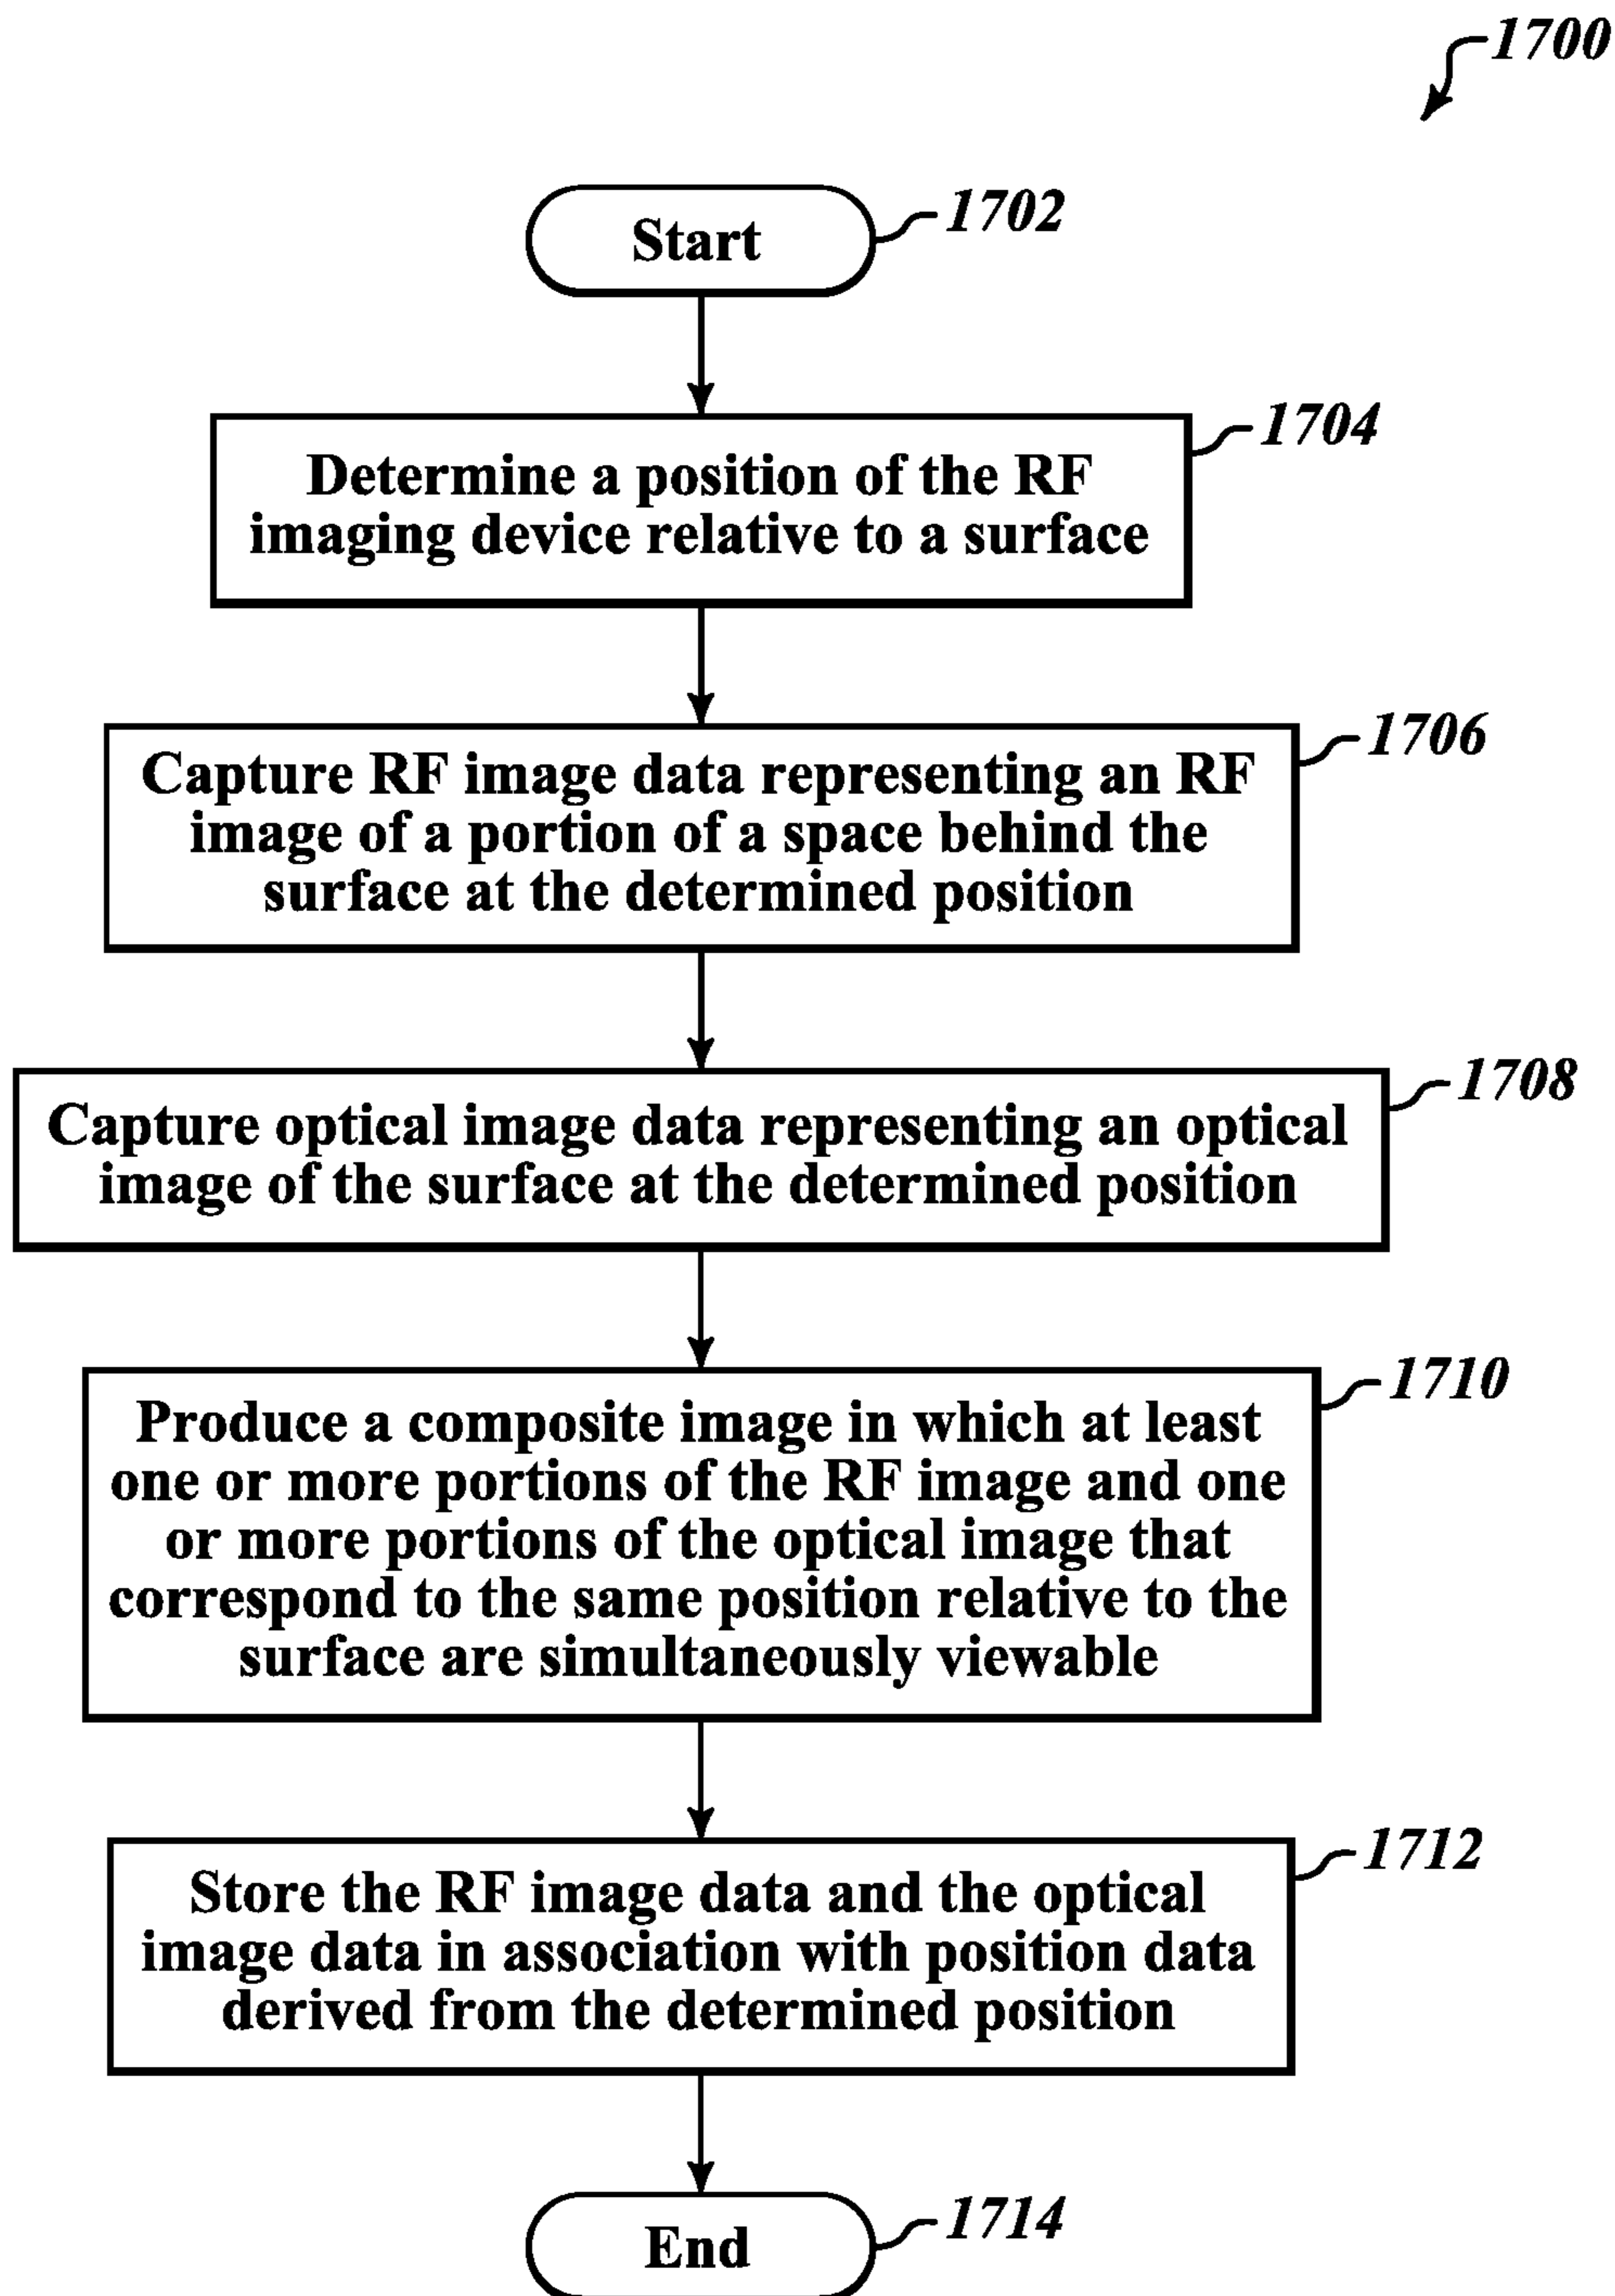 1700
Start
1702
1704
Determine a position of the RF
imaging device relative to a surface
1706
Capture RF image data representing an RF
image of a portion of a space behind the
surface at the determined position
1708
Capture optical image data representing an optical
image of the surface at the determined position
1710
Produce a composite image in which at least
one or more portions of the RF image and one
or more portions of the optical image that
correspond to the same position relative to the
surface are simultaneously viewable
1712
Store the RF image data and the optical
image data in association with position data
derived from the determined position
1714
End